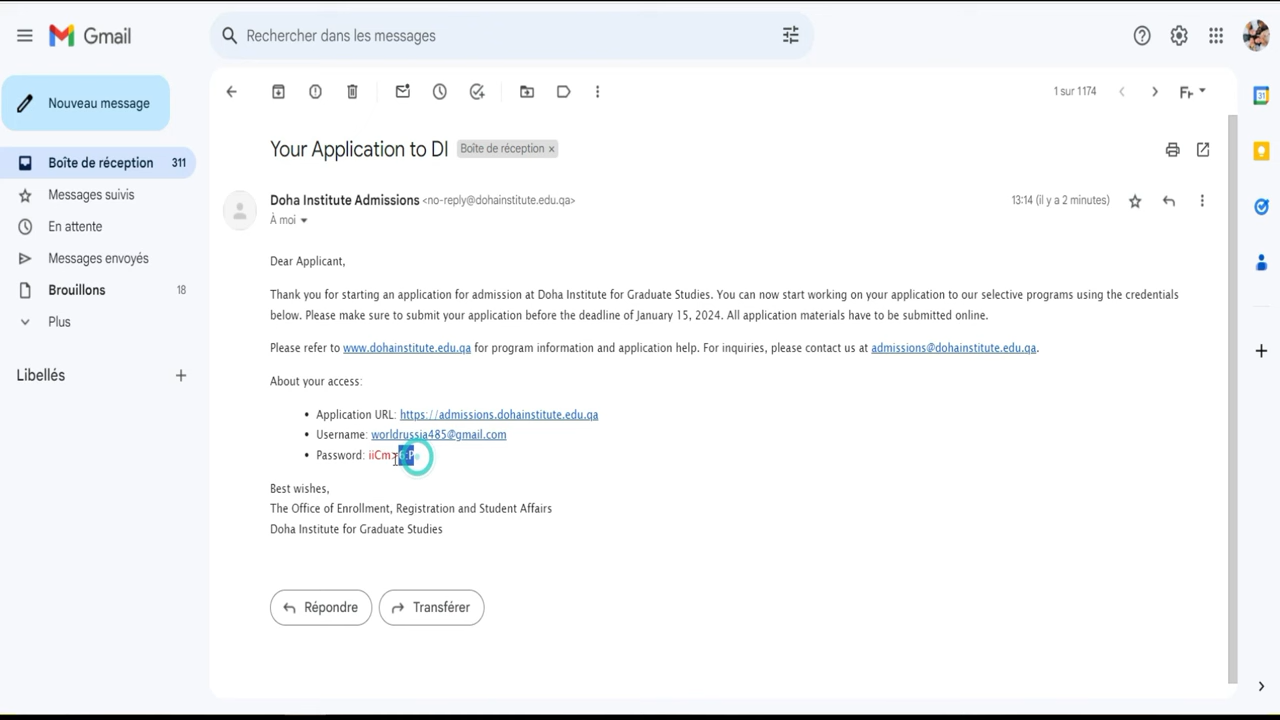 Gmail
Rechercher dans les messages
Nouveau message
1 sur 1174
Boîte de réception 311
Messages suivis
En attente
Messages envoyés
Brouillons 18
Plus
Libellés
Your Application to DI Boîte de réception ×
Doha Institute Admissions <no-reply@dohainstitute.edu.qa> 13:14 (il y a 2 minutes)
À moi
Dear Applicant,
Thank you for starting an application for admission at Doha Institute for Graduate Studies. You can now start working on your application to our selective programs using the credentials
below. Please make sure to submit your application before the deadline of January 15, 2024. All application materials have to be submitted online.
Please refer to www.dohainstitute.edu.qa for program information and application help. For inquiries, please contact us at admissions@dohainstitute.edu.qa.
About your access:
• Application URL: https://admissions.dohainstitute.edu.qa
• Username: worldrussia485@gmail.com
• Password:
Best wishes,
The Office of Enrollment, Registration and Student Affairs
Doha Institute for Graduate Studies
Répondre
Transférer